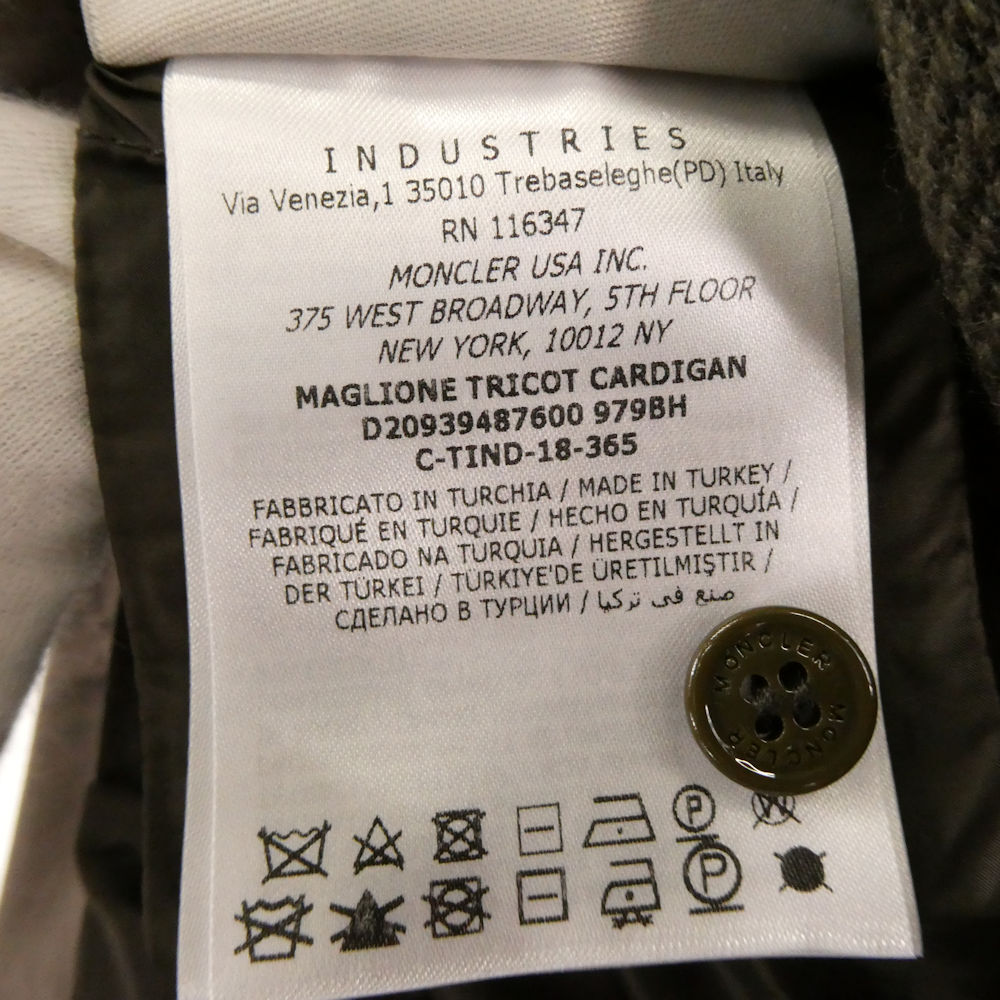 INDUSTRIES
Via Venezia,1 35010 Trebaseleghe(PD) Italy
RN 116347
MONCLER USA INC.
375 WEST BROADWAY, 5TH FLOOR
NEW YORK, 10012 NY
MAGLIONE TRICOT CARDIGAN
D20939487600 979BH
C-TIND-18-365
FABBRICATO IN TURCHIA / MADE IN TURKEY /
FABRIQUÉ EN TURQUIE / HECHO EN TURQUÍA /
FABRICADO NA TURQUIA / HERGESTELLT IN
DER TÜRKEI / TÜRKIYE'DE ÜRETILMIŞTIR /
СДЕЛАНО В ТУРЦИИ / صنع في تركيا
MONCLER
MONCLER
P
W
P